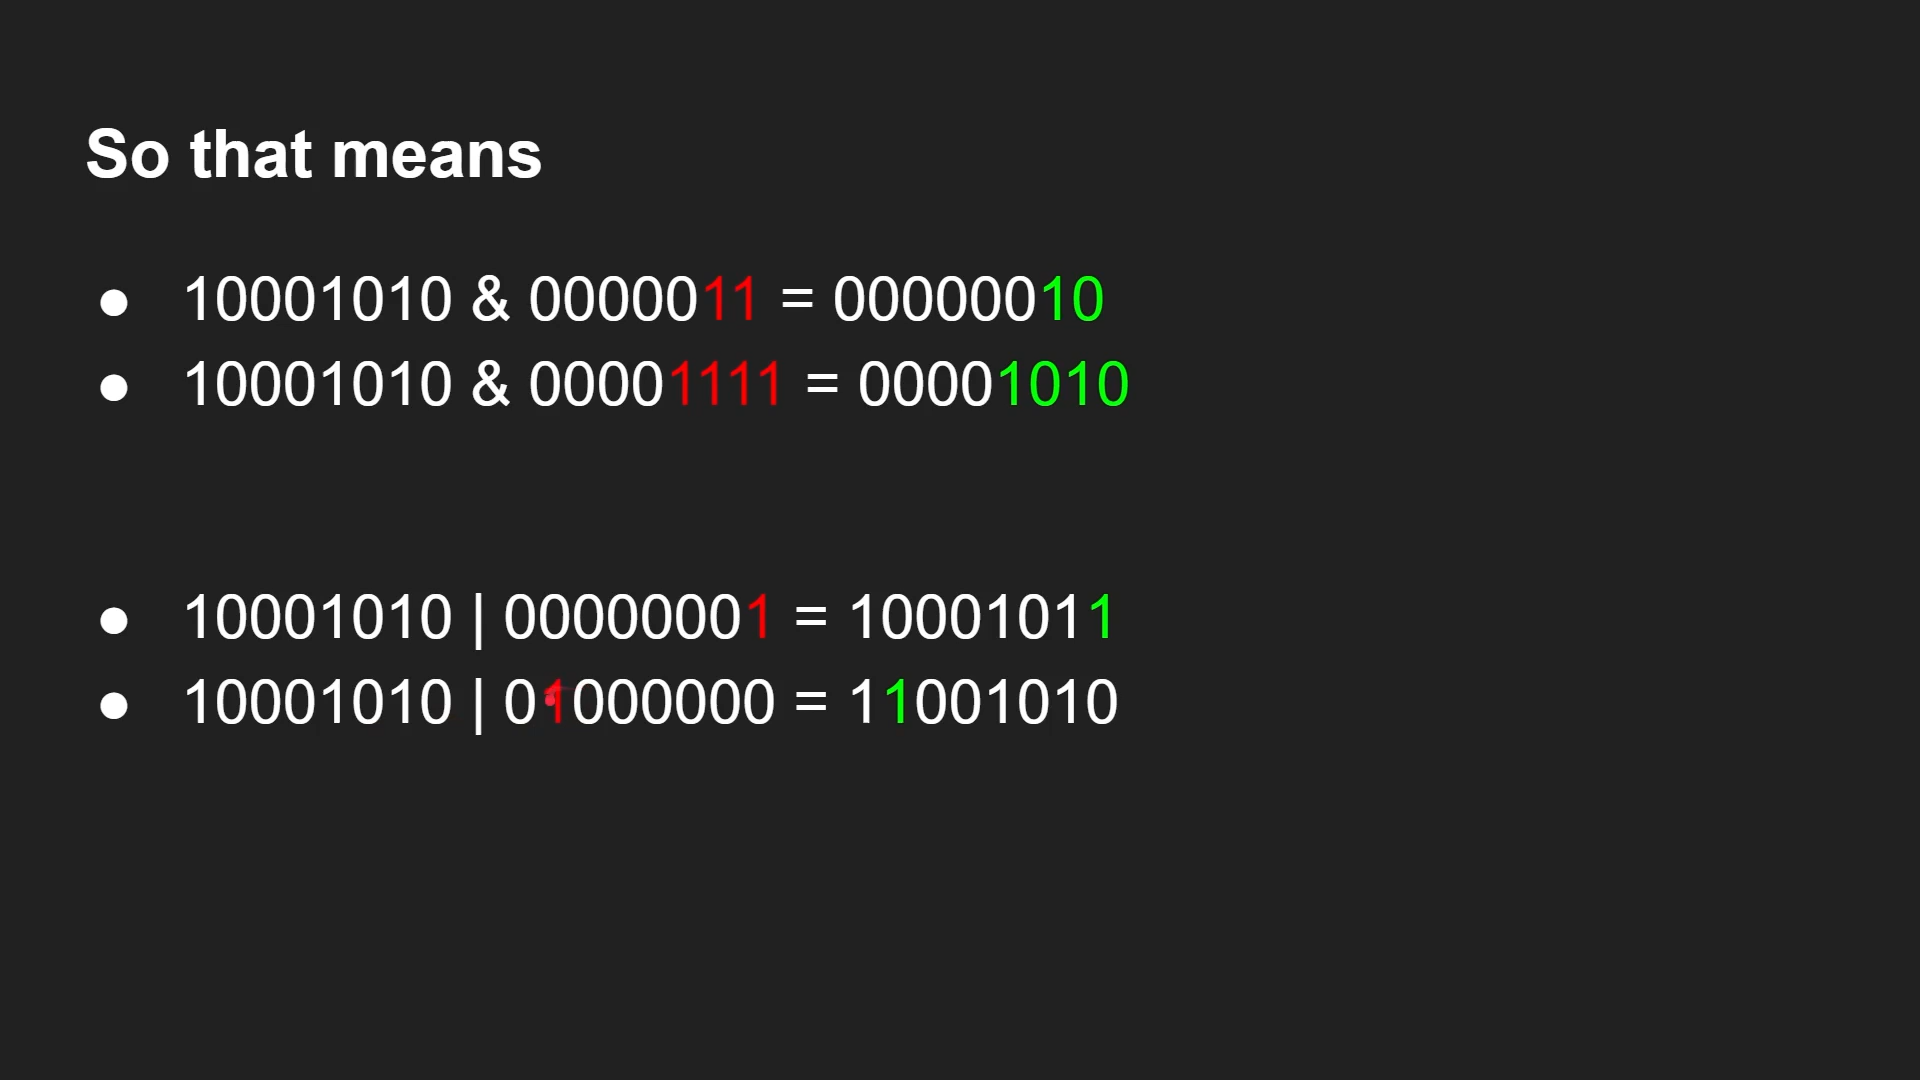 So that means
● 10001010 & 0000011 = 00000010
● 10001010 & 00001111 = 00001010
● 10001010 | 00000001 = 10001011
● 10001010 | 01000000 = 11001010